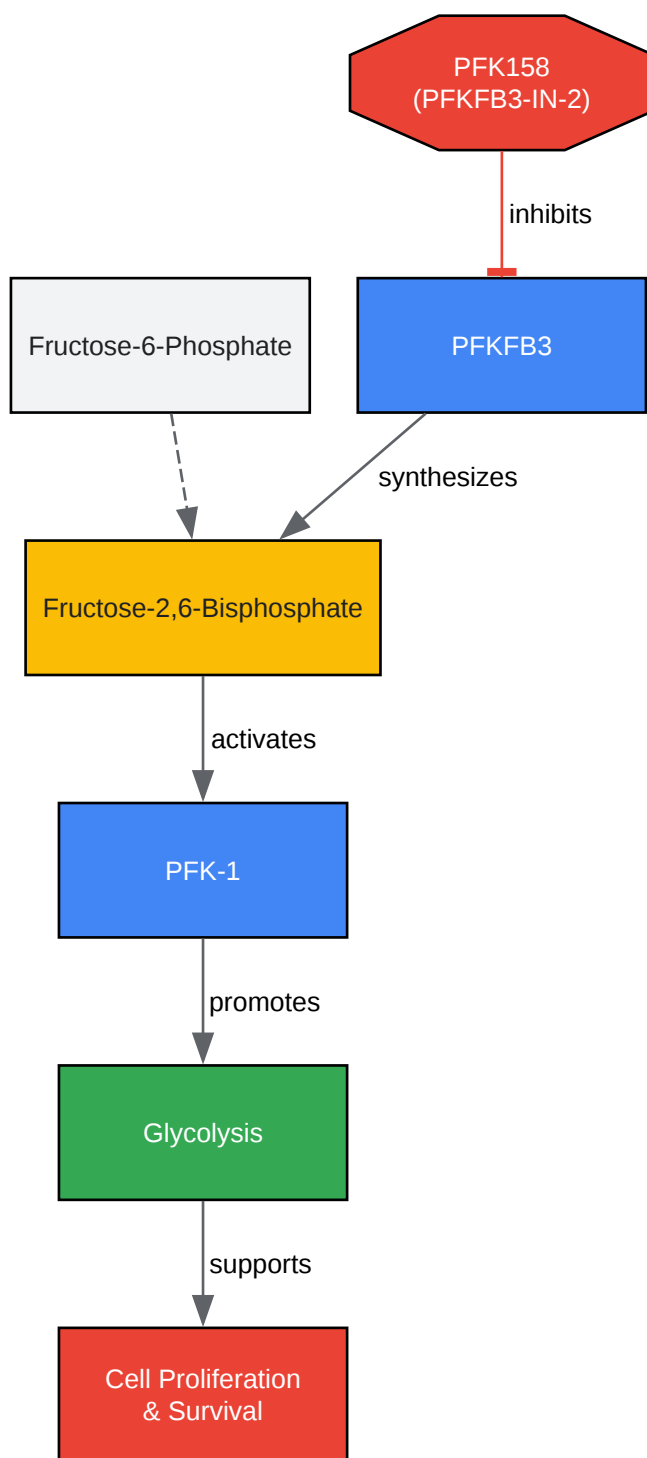 PFK158
(PFKFB3-IN-2)
inhibits
Fructose-6-Phosphate
PFKFB3
synthesizes
Fructose-2,6-Bisphosphate
activates
PFK-1
promotes
Glycolysis
supports
Cell Proliferation
& Survival